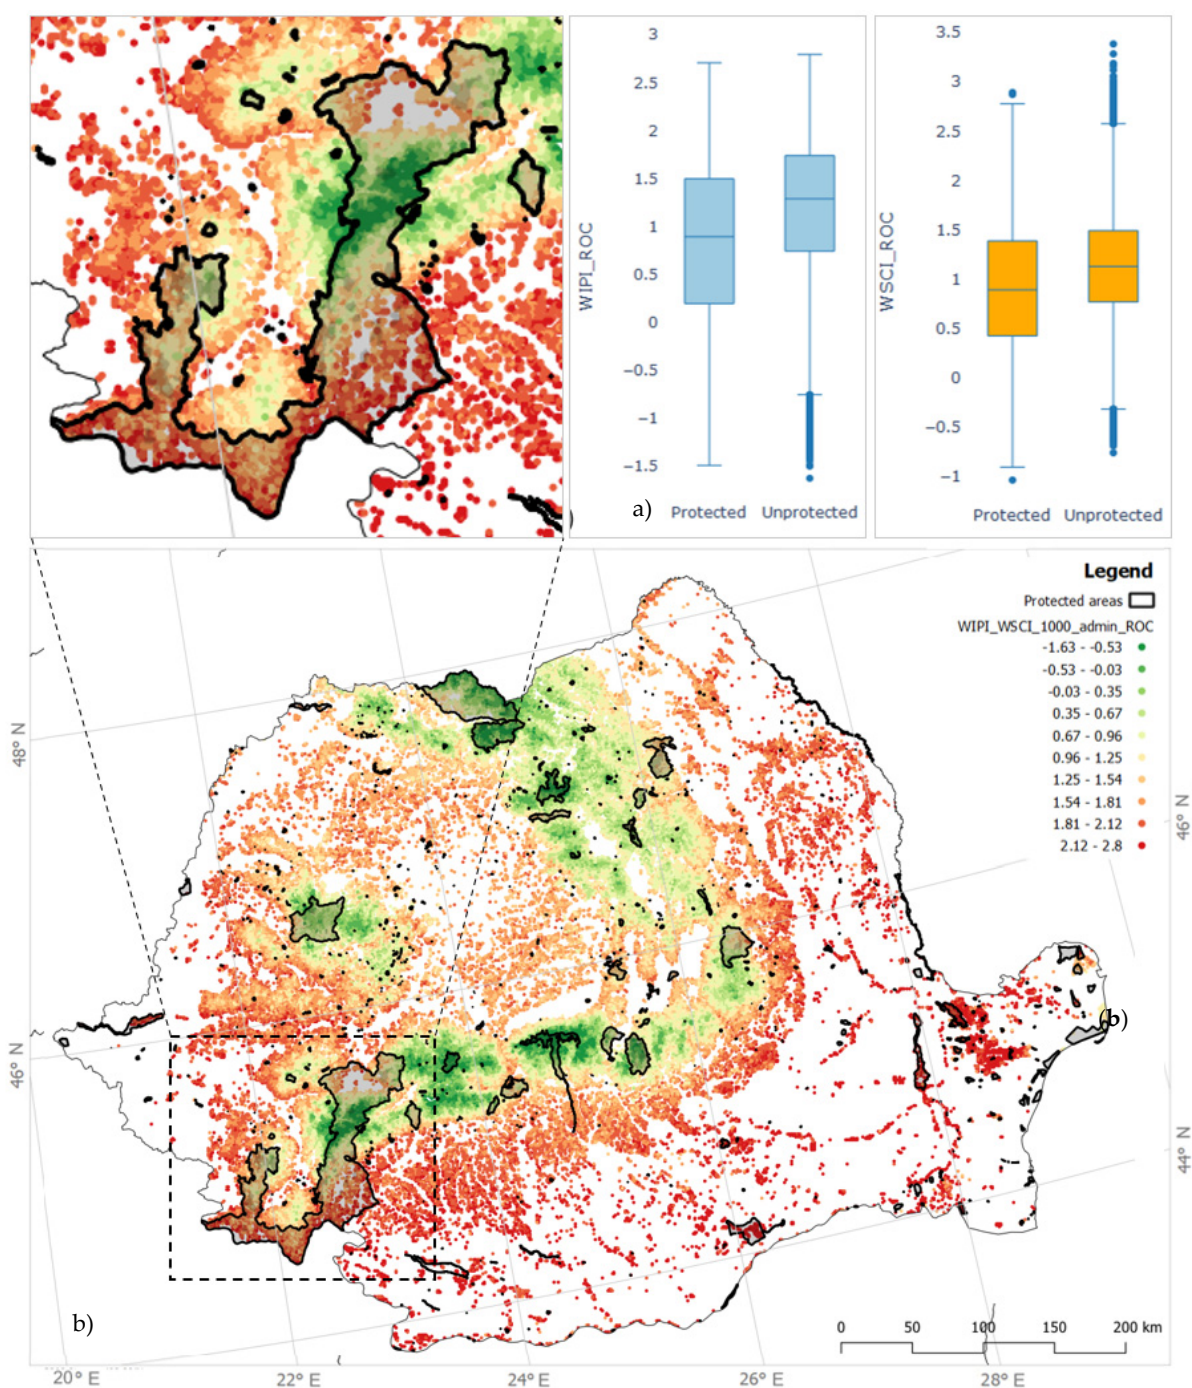 3
2.5
2
1.5
1
0.5
0
−0.5
−1
−1.5
WIPI_ROC
a)
Protected
Unprotected
3.5
3
2.5
2
1.5
1
0.5
0
−0.5
−1
WSCI_ROC
Protected
Unprotected
Legend
Protected areas
WIPI_WSCI_1000_admin_ROC
-1.63 - -0.53
-0.53 - -0.03
-0.03 - 0.35
0.35 - 0.67
0.67 - 0.96
0.96 - 1.25
1.25 - 1.54
1.54 - 1.81
1.81 - 2.12
2.12 - 2.8
48° N
46° N
46° N
44° N
b)
b)
0 50 100 150 200 km
20° E
22° E
24° E
26° E
28° E